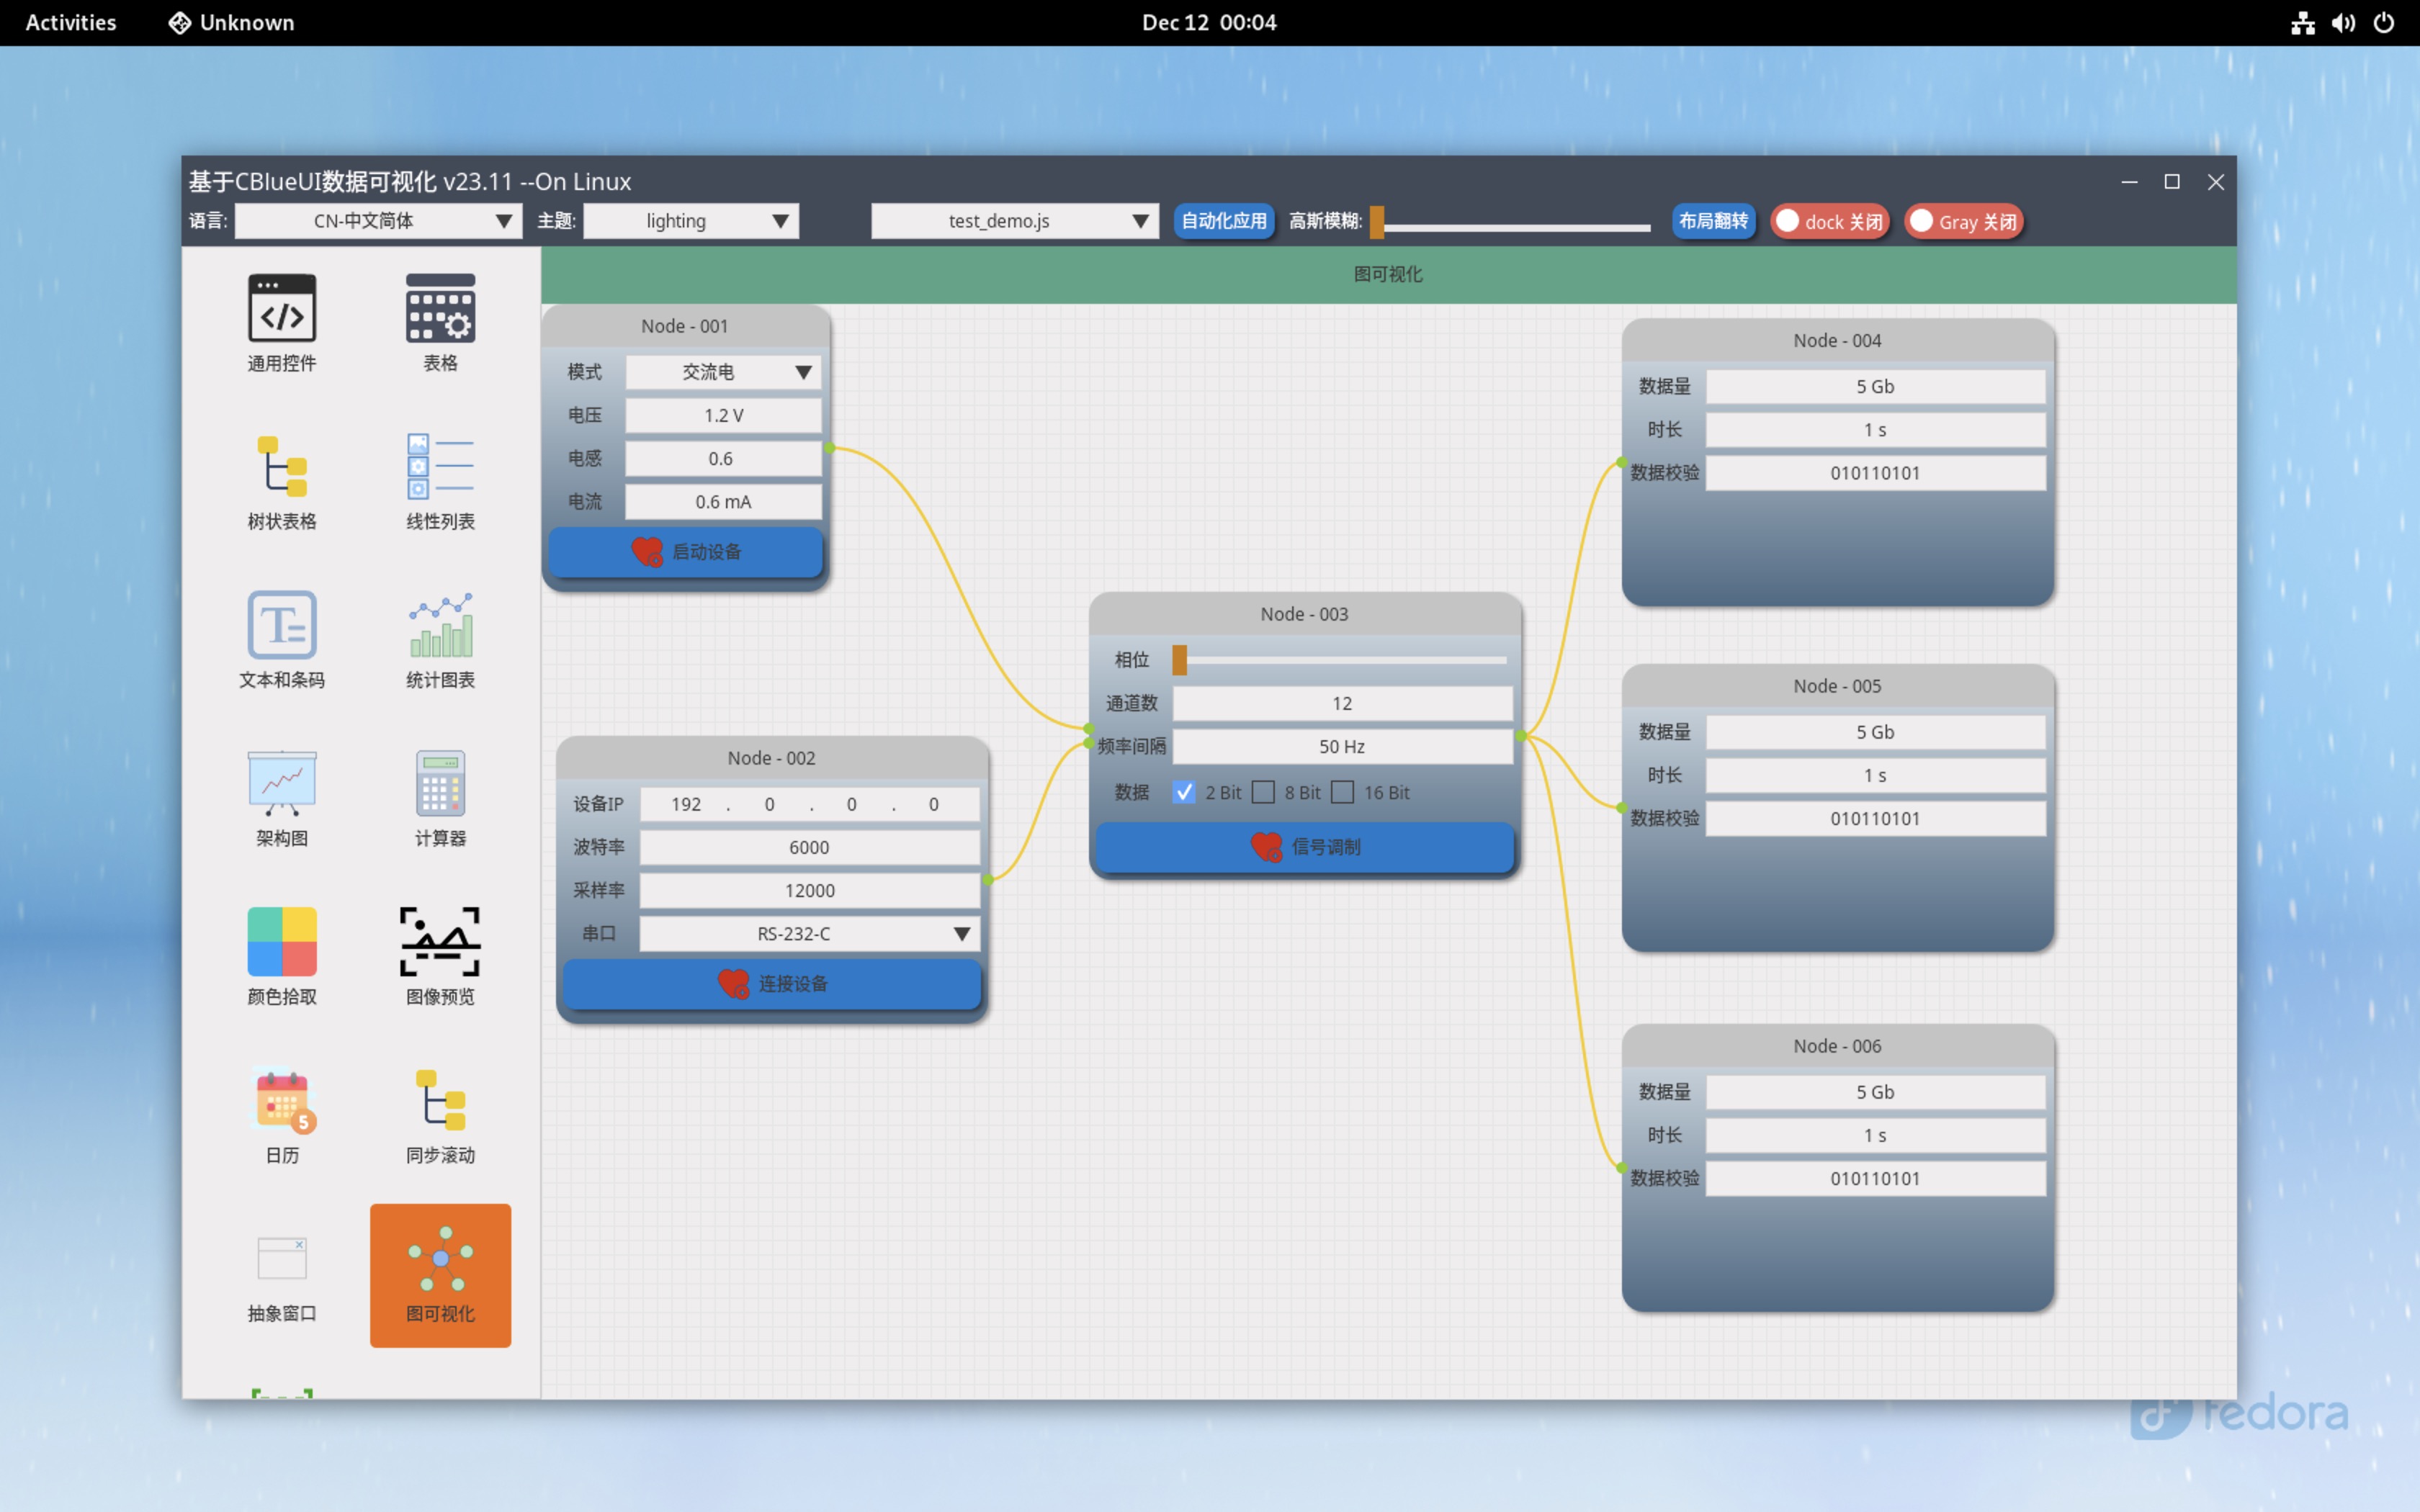 Activities Unknown Dec 12 00:04
基于CBlueUI数据可视化 v23.11 --On Linux
语言: CN-中文简体 主题: lighting test_demo.js 自动化应用 高斯模糊: 布局翻转 dock 关闭 Gray 关闭
通用控件 表格
树状表格 线性列表
文本和条码 统计图表
架构图 计算器
颜色拾取 图像预览
5
日历 同步滚动
抽象窗口 图可视化
图可视化
Node - 001
模式 交流电
电压 1.2 V
电感 0.6
电流 0.6 mA
启动设备
Node - 002
设备IP 192 . 0 . 0 . 0
波特率 6000
采样率 12000
串口 RS-232-C
连接设备
Node - 003
相位
通道数 12
频率间隔 50 Hz
数据 2 Bit 8 Bit 16 Bit
信号调制
Node - 004
数据量 5 Gb
时长 1 s
数据校验 010110101
Node - 005
数据量 5 Gb
时长 1 s
数据校验 010110101
Node - 006
数据量 5 Gb
时长 1 s
数据校验 010110101
fedora